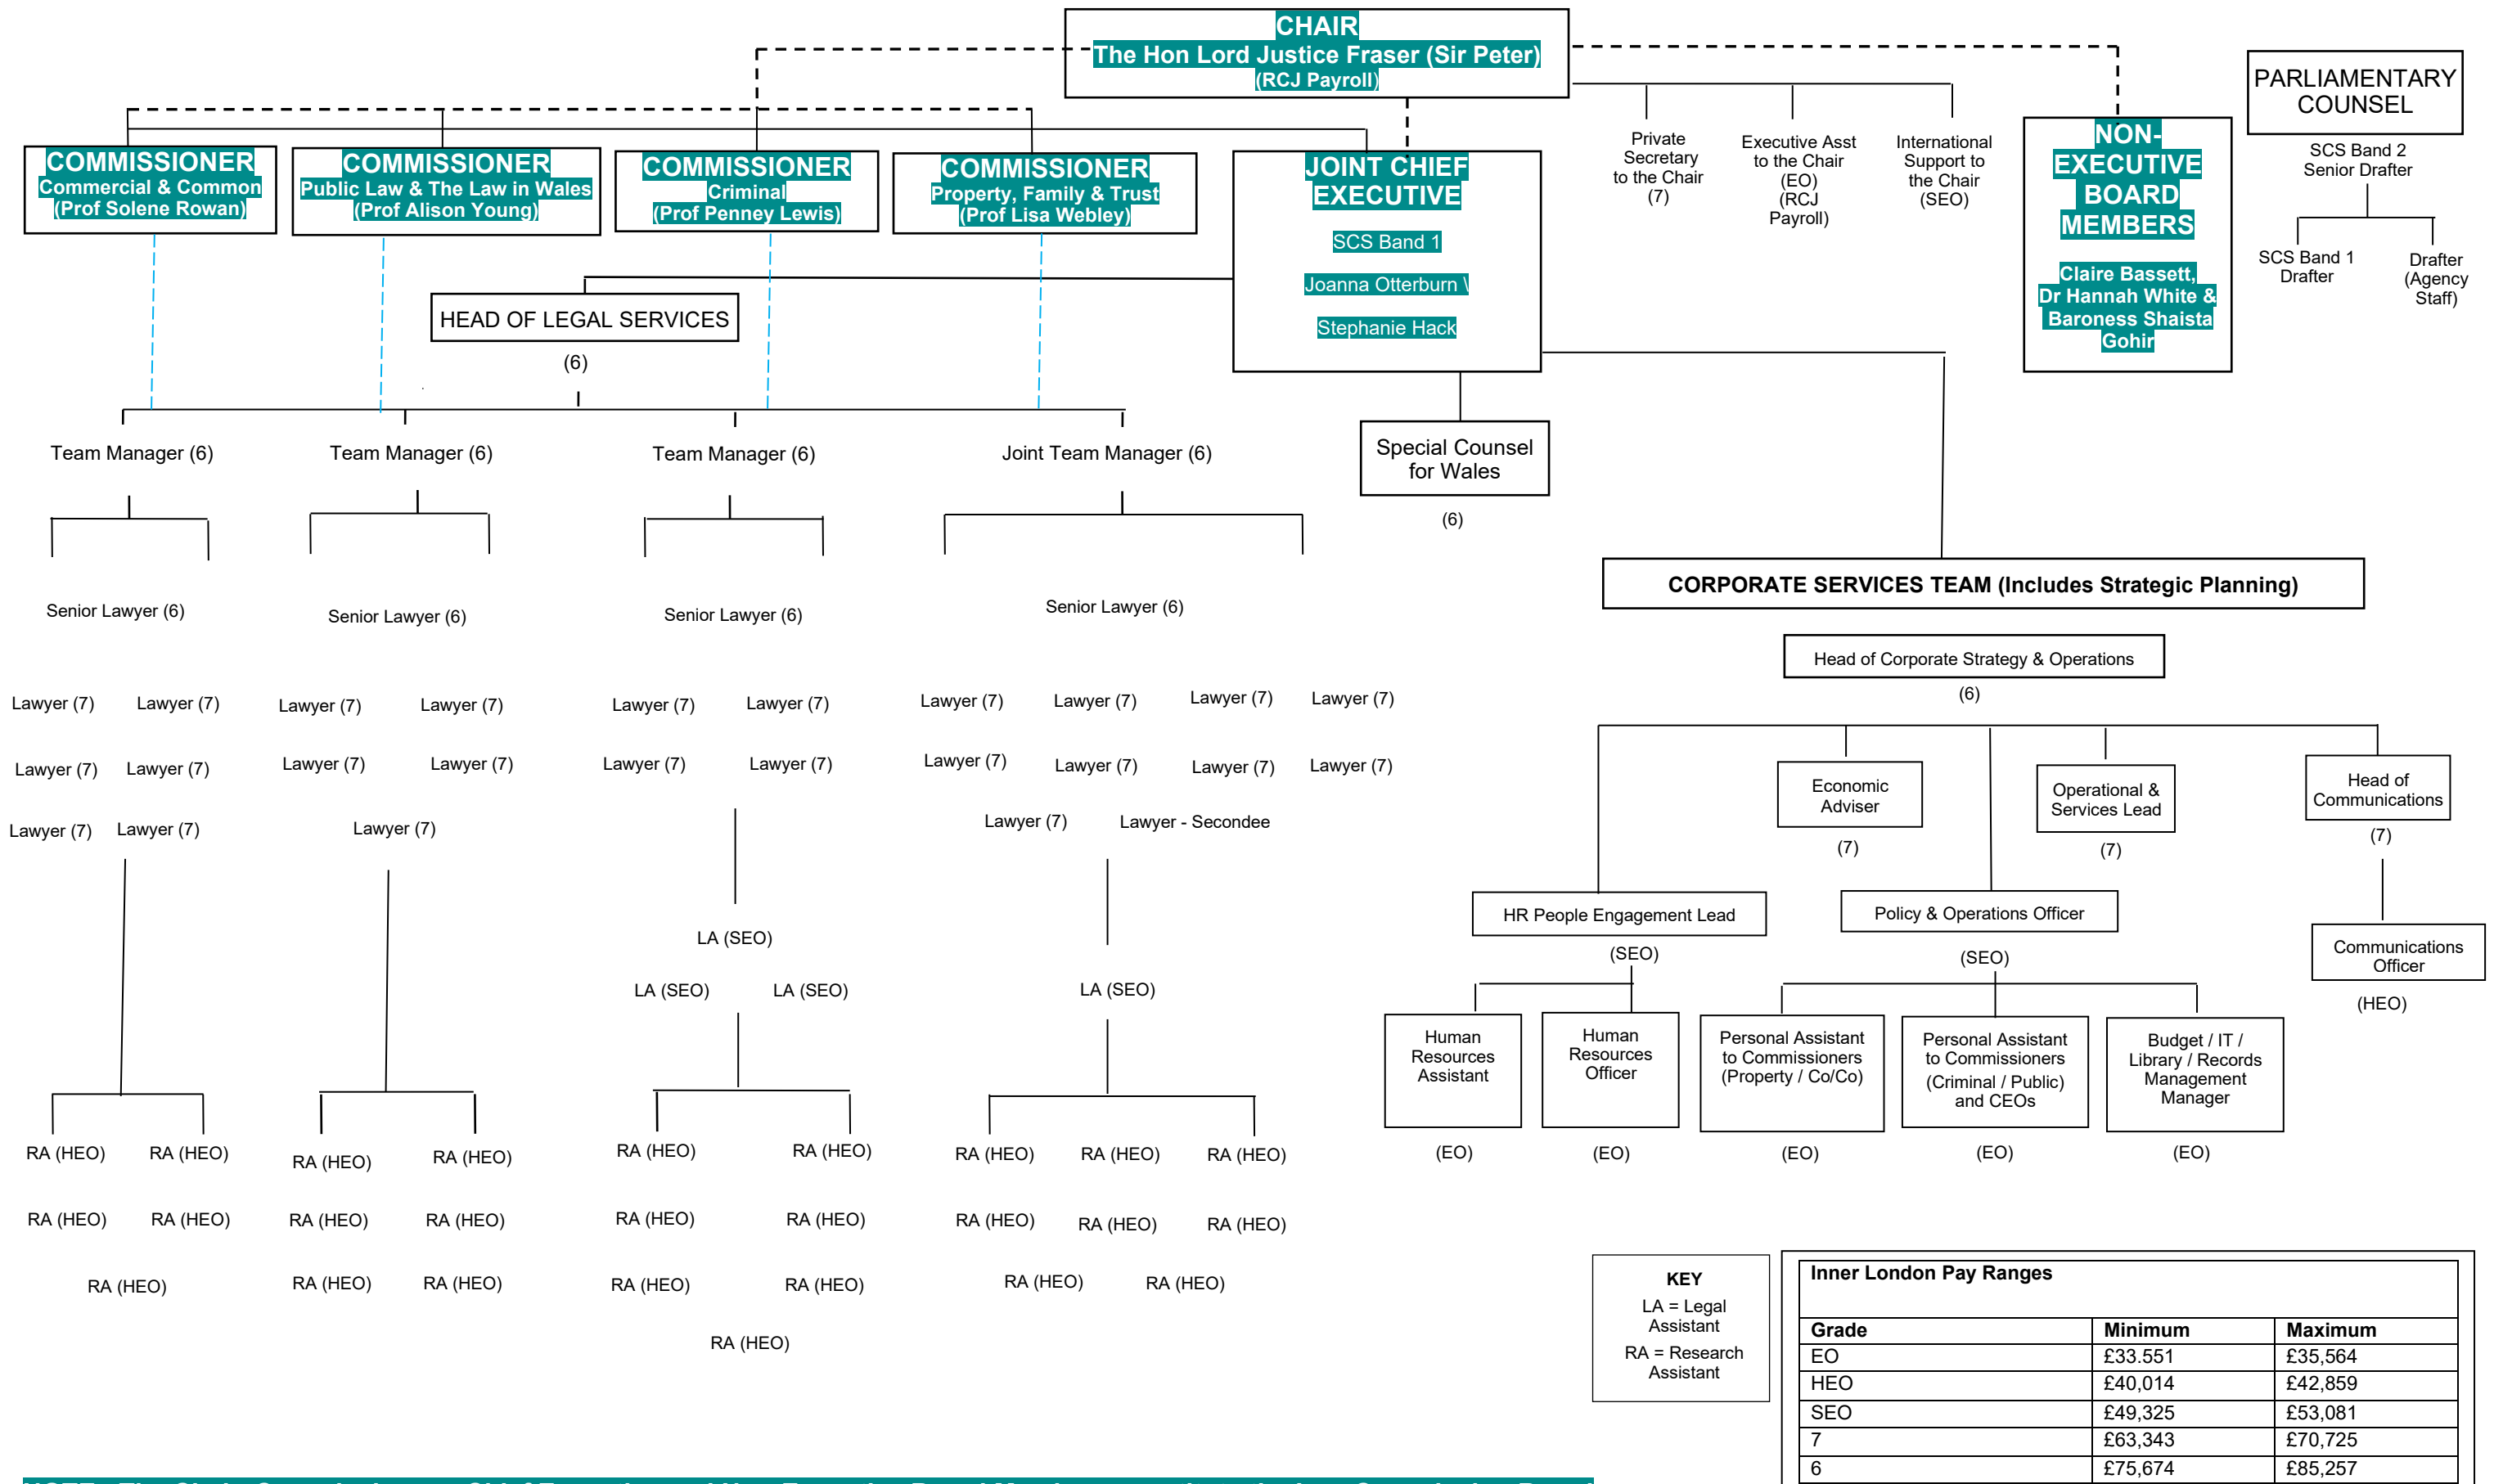 CHAIR
The Hon Lord Justice Fraser (Sir Peter)
(RCJ Payroll)
PARLIAMENTARY
COUNSEL
SCS Band 2
Senior Drafter
SCS Band 1
Drafter
Drafter
(Agency
Staff)
COMMISSIONER
Commercial & Common
(Prof Solene Rowan)
COMMISSIONER
Public Law & The Law in Wales
(Prof Alison Young)
COMMISSIONER
Criminal
(Prof Penney Lewis)
COMMISSIONER
Property, Family & Trust
(Prof Lisa Webley)
JOINT CHIEF
EXECUTIVE
SCS Band 1
Joanna Otterburn \
Stephanie Hack
Private
Secretary
to the Chair
(7)
Executive Asst
to the Chair
(EO)
(RCJ
Payroll)
International
Support to
the Chair
(SEO)
NON-
EXECUTIVE
BOARD
MEMBERS
Claire Bassett,
Dr Hannah White &
Baroness Shaista
Gohir
HEAD OF LEGAL SERVICES
(6)
Team Manager (6)
Team Manager (6)
Team Manager (6)
Joint Team Manager (6)
Special Counsel
for Wales
(6)
Senior Lawyer (6)
Senior Lawyer (6)
Senior Lawyer (6)
Senior Lawyer (6)
Lawyer (7) Lawyer (7)
Lawyer (7) Lawyer (7)
Lawyer (7) Lawyer (7)
Lawyer (7) Lawyer (7)
Lawyer (7) Lawyer (7)
Lawyer (7)
Lawyer (7) Lawyer (7)
Lawyer (7) Lawyer (7)
Lawyer (7) Lawyer (7) Lawyer (7) Lawyer (7)
Lawyer (7) Lawyer (7) Lawyer (7) Lawyer (7)
Lawyer (7) Lawyer - Secondee
LA (SEO)
LA (SEO) LA (SEO)
LA (SEO)
RA (HEO) RA (HEO)
RA (HEO) RA (HEO)
RA (HEO)
RA (HEO) RA (HEO)
RA (HEO) RA (HEO)
RA (HEO) RA (HEO)
RA (HEO) RA (HEO)
RA (HEO) RA (HEO)
RA (HEO) RA (HEO)
RA (HEO)
RA (HEO) RA (HEO) RA (HEO)
RA (HEO) RA (HEO) RA (HEO)
RA (HEO) RA (HEO)
CORPORATE SERVICES TEAM (Includes Strategic Planning)
Head of Corporate Strategy & Operations
(6)
Economic
Adviser
(7)
Operational &
Services Lead
(7)
Head of
Communications
(7)
HR People Engagement Lead
(SEO)
Policy & Operations Officer
(SEO)
Communications
Officer
(HEO)
Human
Resources
Assistant
(EO)
Human
Resources
Officer
(EO)
Personal Assistant
to Commissioners
(Property / Co/Co)
(EO)
Personal Assistant
to Commissioners
(Criminal / Public)
and CEOs
(EO)
Budget / IT /
Library / Records
Management
Manager
(EO)
KEY
LA = Legal
Assistant
RA = Research
Assistant
Inner London Pay Ranges
Grade Minimum Maximum
EO £33.551 £35,564
HEO £40,014 £42,859
SEO £49,325 £53,081
7 £63,343 £70,725
6 £75,674 £85,257